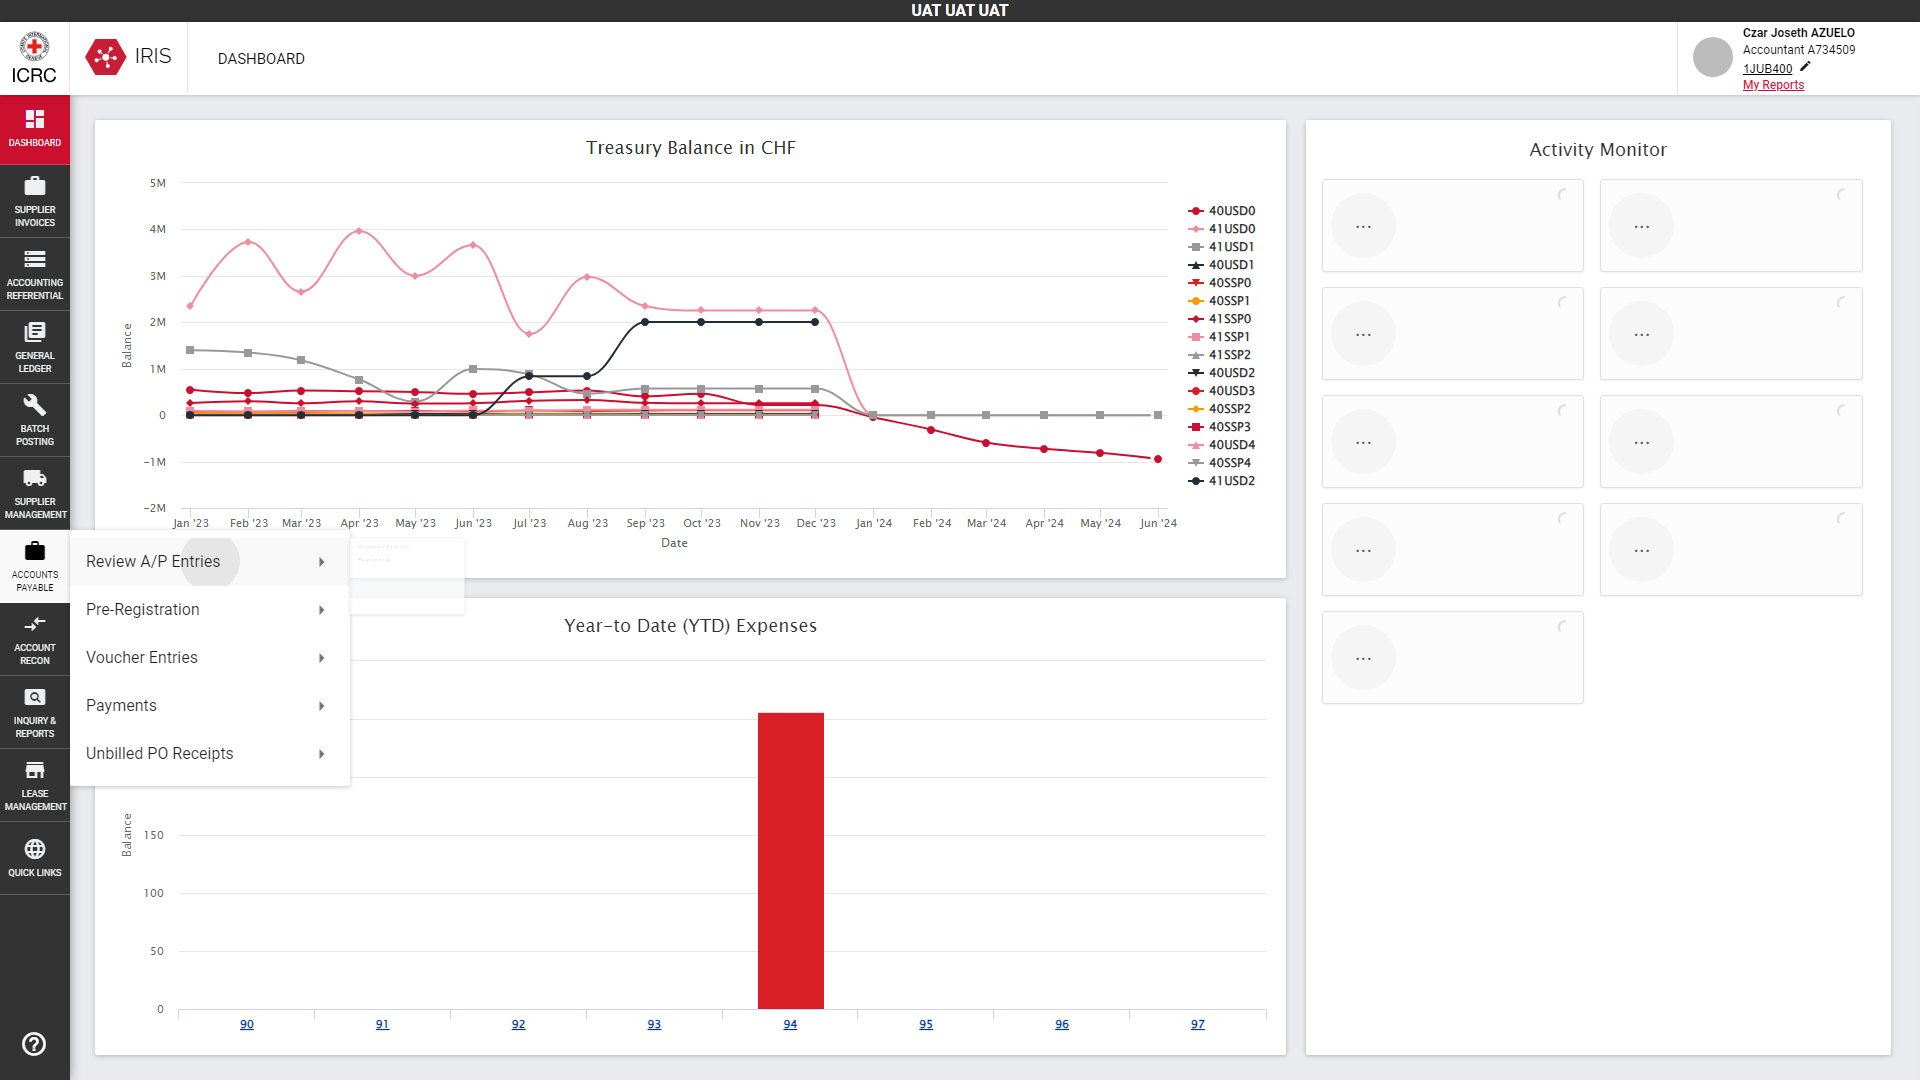 UAT UAT UAT
ICRC
IRIS
DASHBOARD
Czar Joseth AZUELO
Accountant A734509
1JUB400
My Reports
DASHBOARD
SUPPLIER
INVOICES
ACCOUNTING
REFERENTIAL
GENERAL
LEDGER
BATCH
POSTING
SUPPLIER
MANAGEMENT
ACCOUNTS
PAYABLE
ACCOUNT
RECON
INQUIRY &
REPORTS
LEASE
MANAGEMENT
QUICK LINKS
Review A/P Entries
Pre-Registration
Voucher Entries
Payments
Unbilled PO Receipts
Treasury Balance in CHF
Balance
5M
4M
3M
2M
1M
0
-1M
-2M
Jan '23 Feb '23 Mar '23 Apr '23 May '23 Jun '23 Jul '23 Aug '23 Sep '23 Oct '23 Nov '23 Dec '23 Jan '24 Feb '24 Mar '24 Apr '24 May '24 Jun '24
Date
40USD0
41USD0
41USD1
40USD1
40SSP0
40SSP1
41SSP0
41SSP1
41SSP2
40USD2
40USD3
40SSP2
40SSP3
40USD4
40SSP4
41USD2
Year-to Date (YTD) Expenses
Balance
150
100
50
0
90 91 92 93 94 95 96 97
Activity Monitor
... ...
... ...
... ...
... ...
...